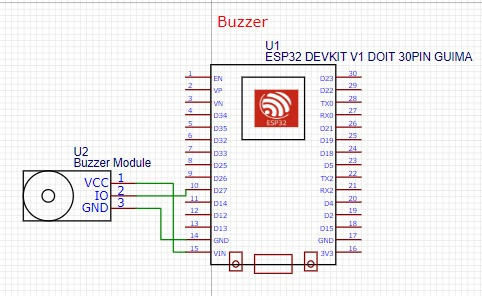 Buzzer
U1
ESP32 DEVKIT V1 DOIT 30PIN GUIMA
1 EN D23 30
2 VP D22 29
3 VN TX0 28
4 D34 RX0 27
5 D35 D21 26
6 D32 D19 25
7 D33 D18 24
8 D25 D5 23
9 D26 TX2 22
10 D27 RX2 21
11 D14 D4 20
12 D12 D2 19
13 D13 D15 18
14 GND GND 17
15 VIN 3V3 16
ESP32
U2
Buzzer Module
VCC 1
IO 2
GND 3